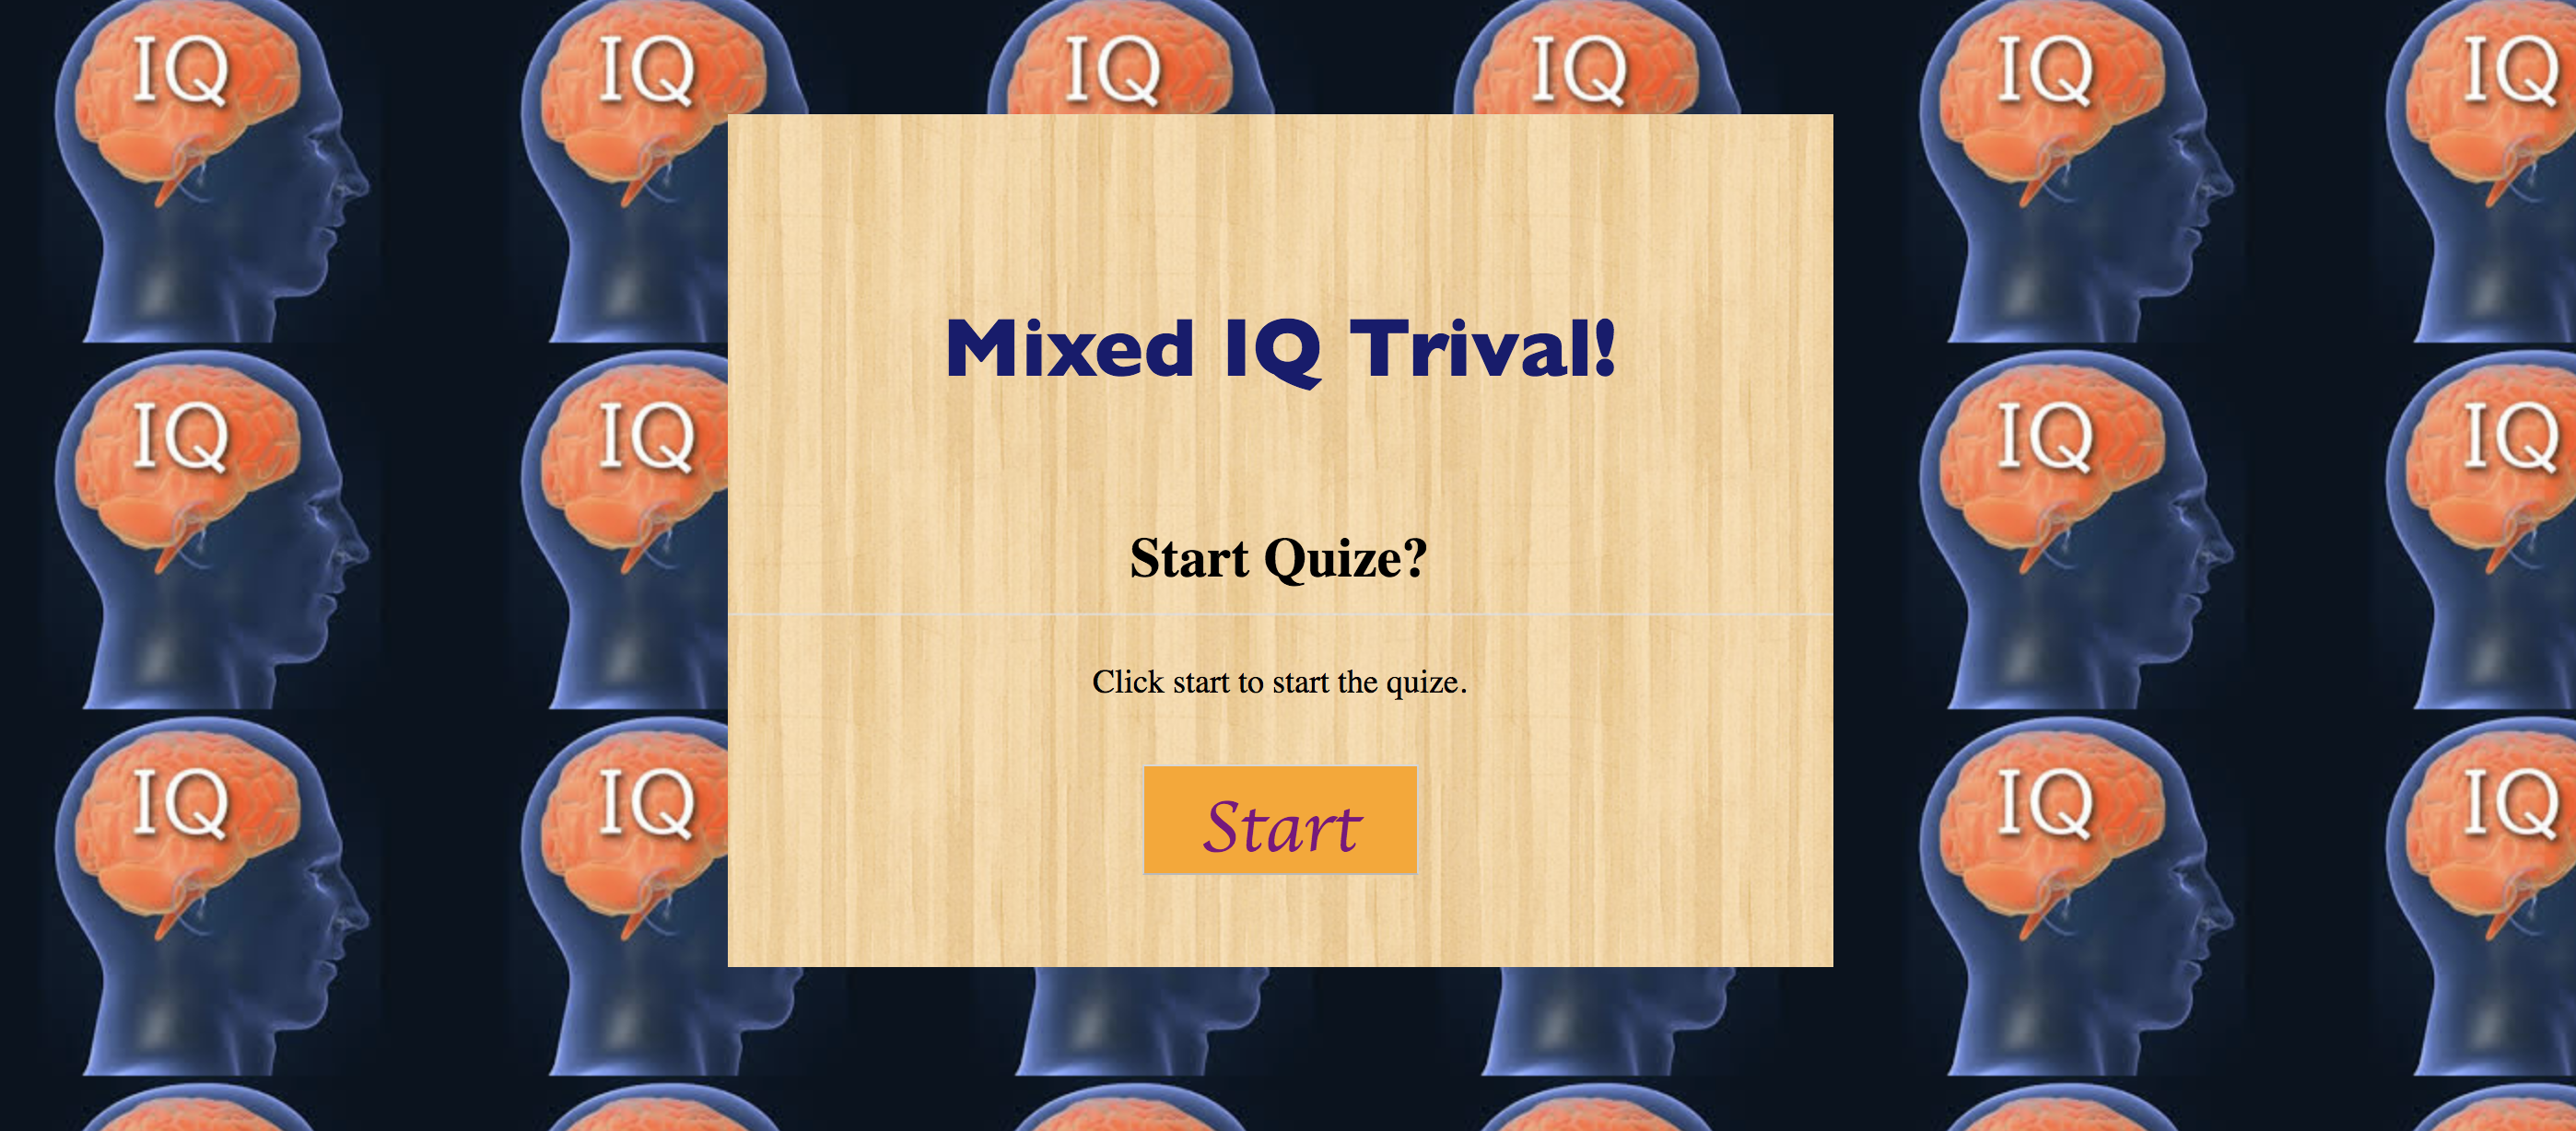 IQ IQ IQ IQ IQ IQ
Mixed IQ Trival!
IQ IQ IQ IQ
Start Quize?
Click start to start the quize.
IQ IQ IQ IQ
Start